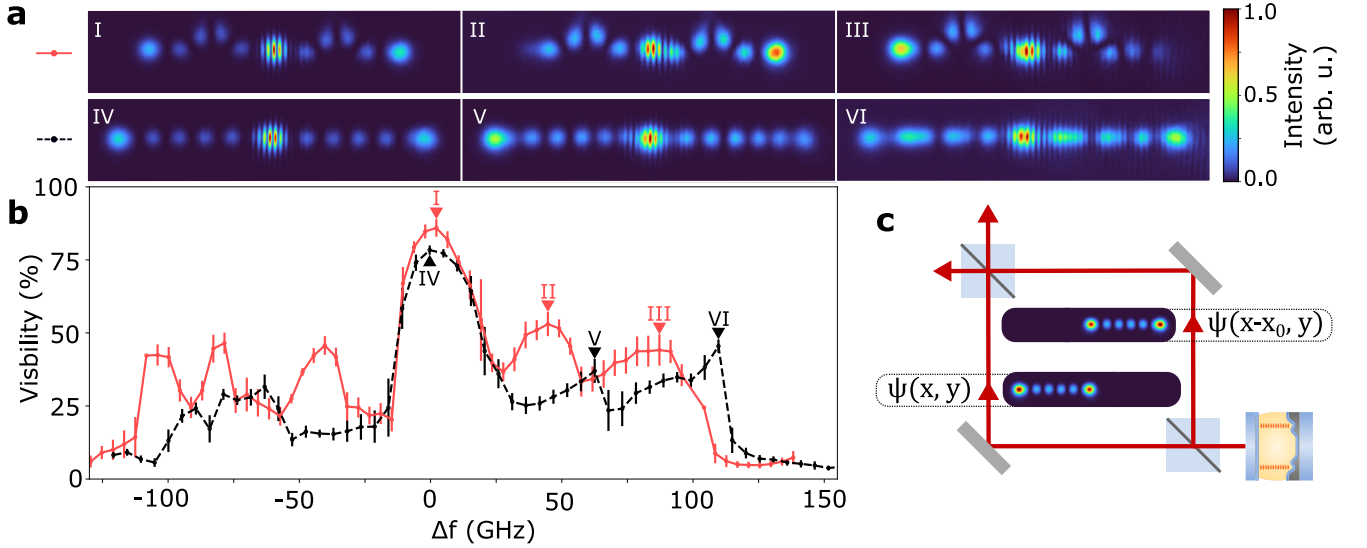 a
I
II
III
IV
V
VI
1.0
0.5
0.0
Intensity
(arb. u.)
b
100
75
50
25
0
Visbility (%)
I
IV
II
V
III
VI
-100
-50
0
50
100
Δf (GHz)
c
ψ(x-x₀, y)
ψ(x, y)